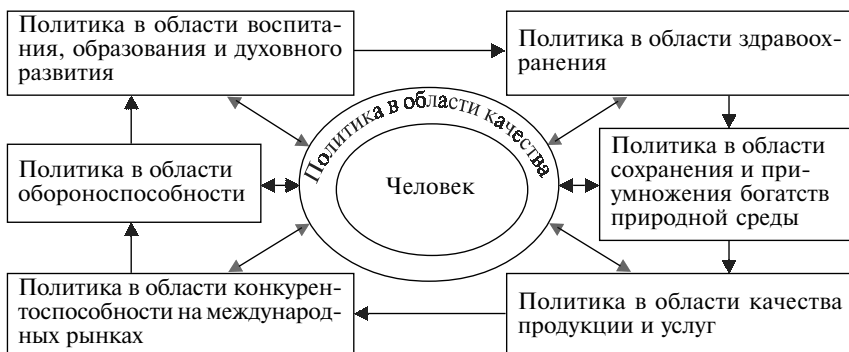 Политика в области воспита-
ния, образования и духовного
развития
Политика в области здравоох-
ранения
Политика в области качества
Человек
Политика в области
обороноспособности
Политика в области
сохранения и при-
умножения богатств
природной среды
Политика в области конкурен-
тоспособности на международ-
ных рынках
Политика в области качества
продукции и услуг